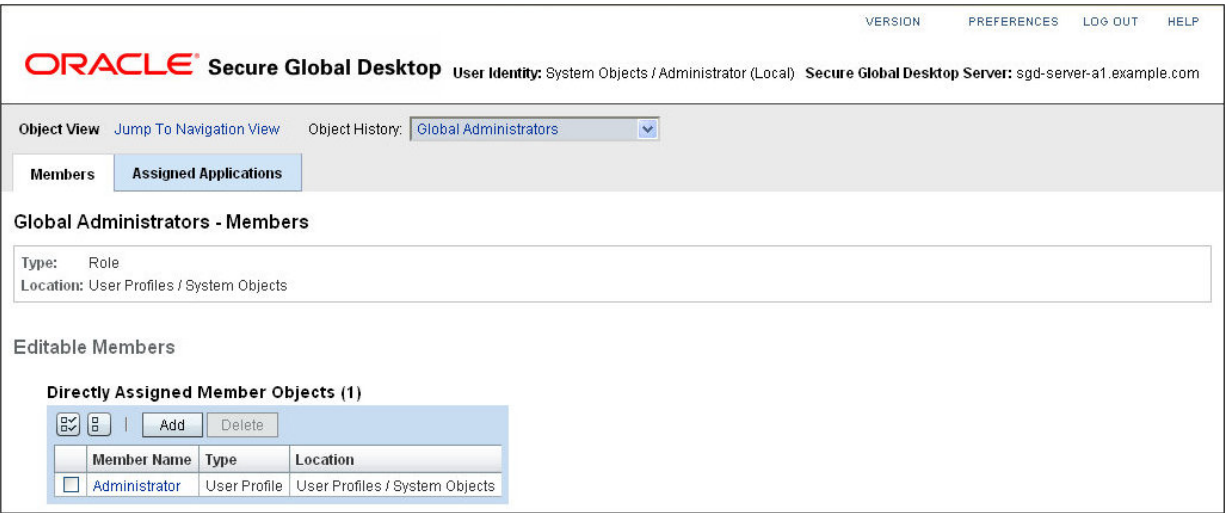 VERSION PREFERENCES LOG OUT HELP
ORACLE Secure Global Desktop User Identity: System Objects / Administrator (Local) Secure Global Desktop Server: sgd-server-a1.example.com
Object View Jump To Navigation View Object History: Global Administrators
Members Assigned Applications
Global Administrators - Members
Type: Role
Location: User Profiles / System Objects
Editable Members
Directly Assigned Member Objects (1)
Add Delete
Member Name Type Location
Administrator User Profile User Profiles / System Objects